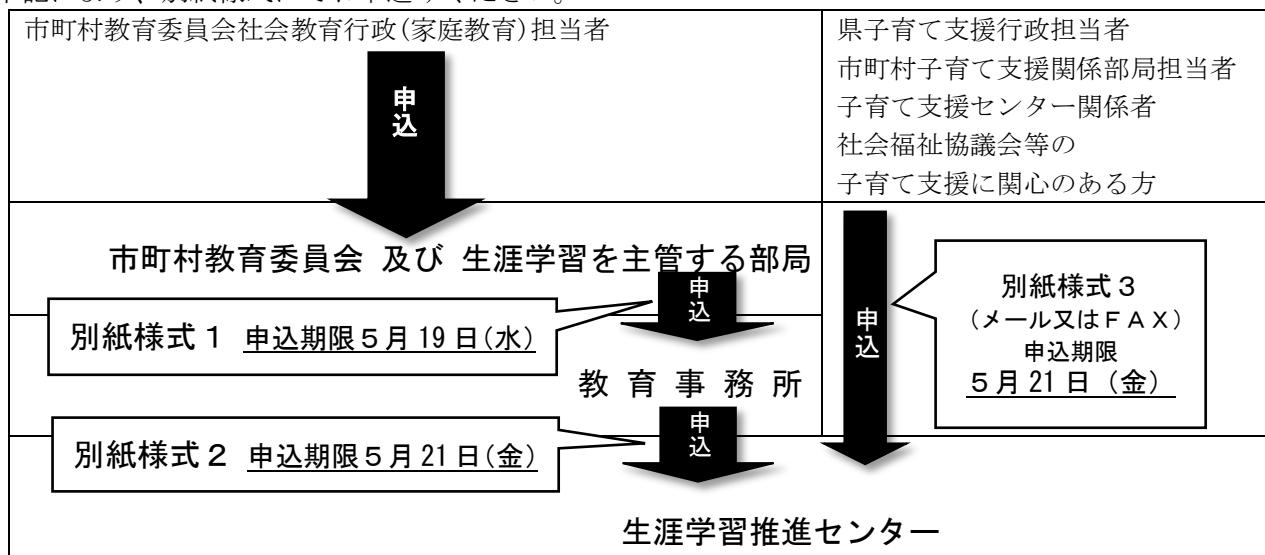 市町村教育委員会社会教育行政(家庭教育)担当者
県子育て支援行政担当者
市町村子育て支援関係部局担当者
子育て支援センター関係者
社会福祉協議会等の
子育て支援に関心のある方
申込
市町村教育委員会 及び 生涯学習を主管する部局
申込
別紙様式1 申込期限5月19日(水)
教育事務所
申込
別紙様式2 申込期限5月21日(金)
申込
別紙様式3
(メール又はFAX)
申込期限
5月21日(金)
生涯学習推進センター